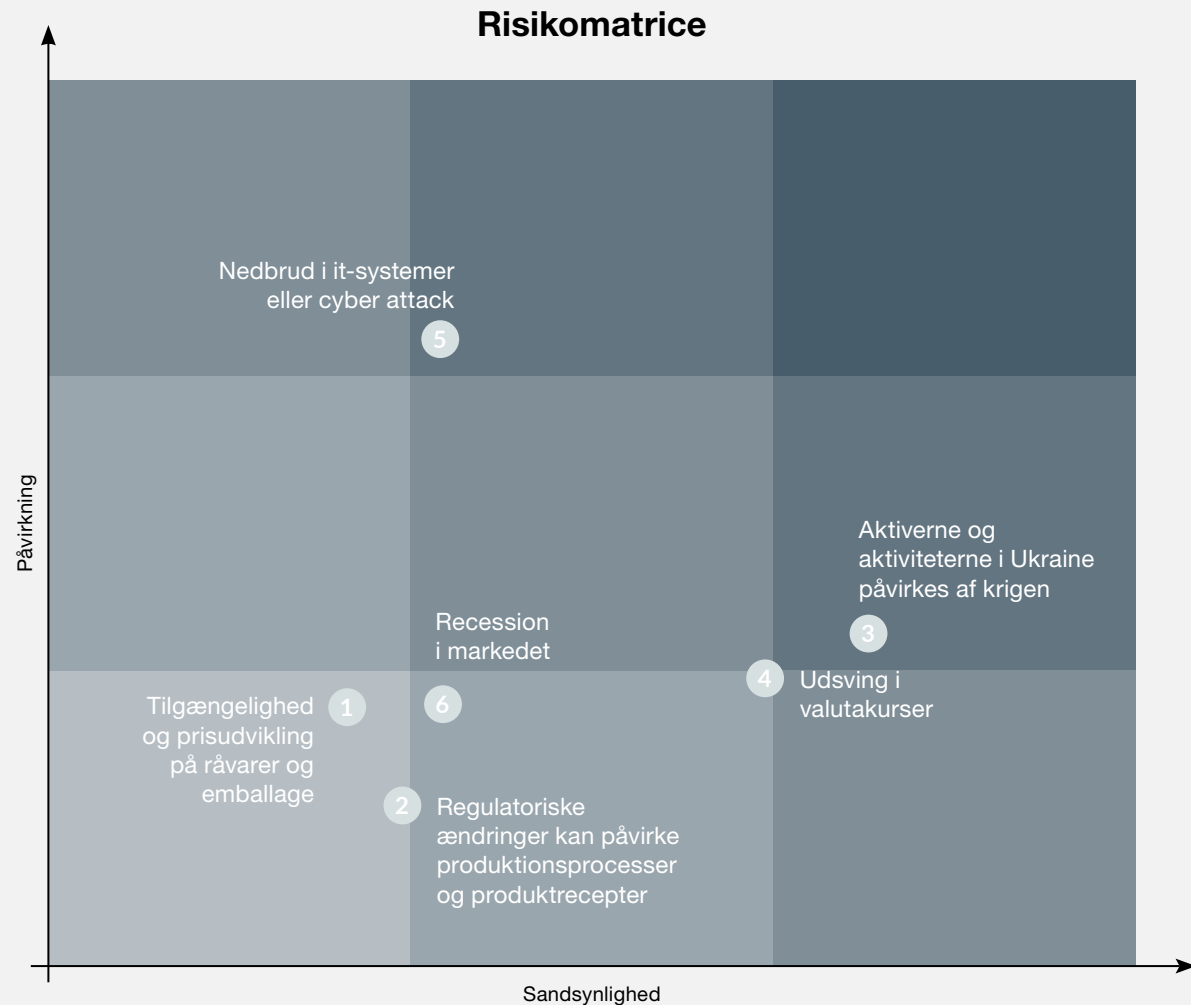 Risikomatrice
Påvirkning
Nedbrud i it-systemer
eller cyber attack
5
Aktiverne og
aktiviteterne i Ukraine
påvirkes af krigen
3
Recession
i markedet
6
4
Udsving i
valutakurser
Tilgængelighed
og prisudvikling
på råvarer og
emballage
1
2
Regulatoriske
ændringer kan påvirke
produktionsprocesser
og produktrecepter
Sandsynlighed